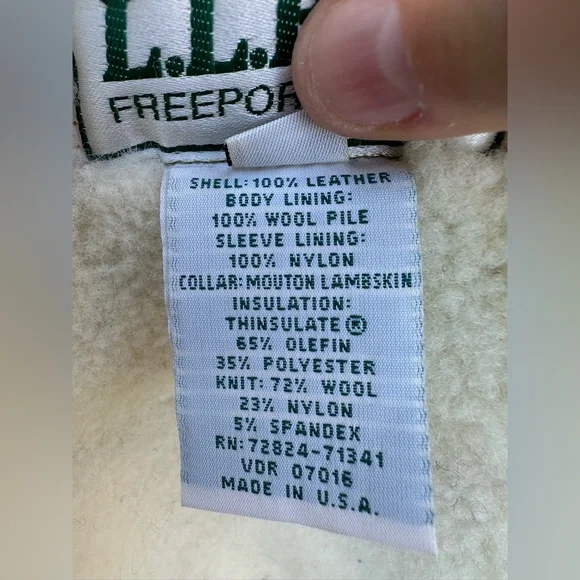 L.L.
FREEPOR
SHELL: 100% LEATHER
BODY LINING:
100% WOOL PILE
SLEEVE LINING:
100% NYLON
COLLAR: MOUTON LAMBSKIN
INSULATION:
THINSULATE®
65% OLEFIN
35% POLYESTER
KNIT: 72% WOOL
23% NYLON
5% SPANDEX
RN: 72824-71341
VDR 07016
MADE IN U.S.A.